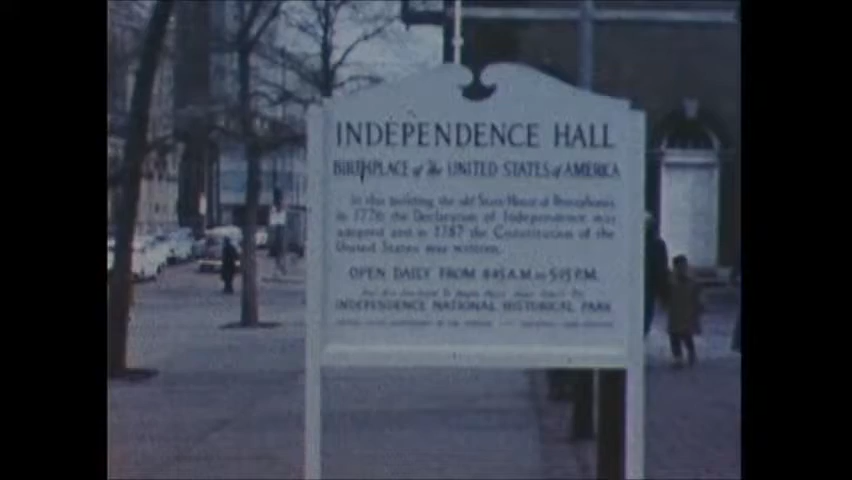 INDEPENDENCE HALL
BIRTHPLACE of the UNITED STATES of AMERICA
In this building, the old State House of Pennsylvania,
in 1776 the Declaration of Independence was
adopted and in 1787 the Constitution of the
United States was written.
OPEN DAILY FROM 8:45 A.M. to 5:15 P.M.
INDEPENDENCE NATIONAL HISTORICAL PARK